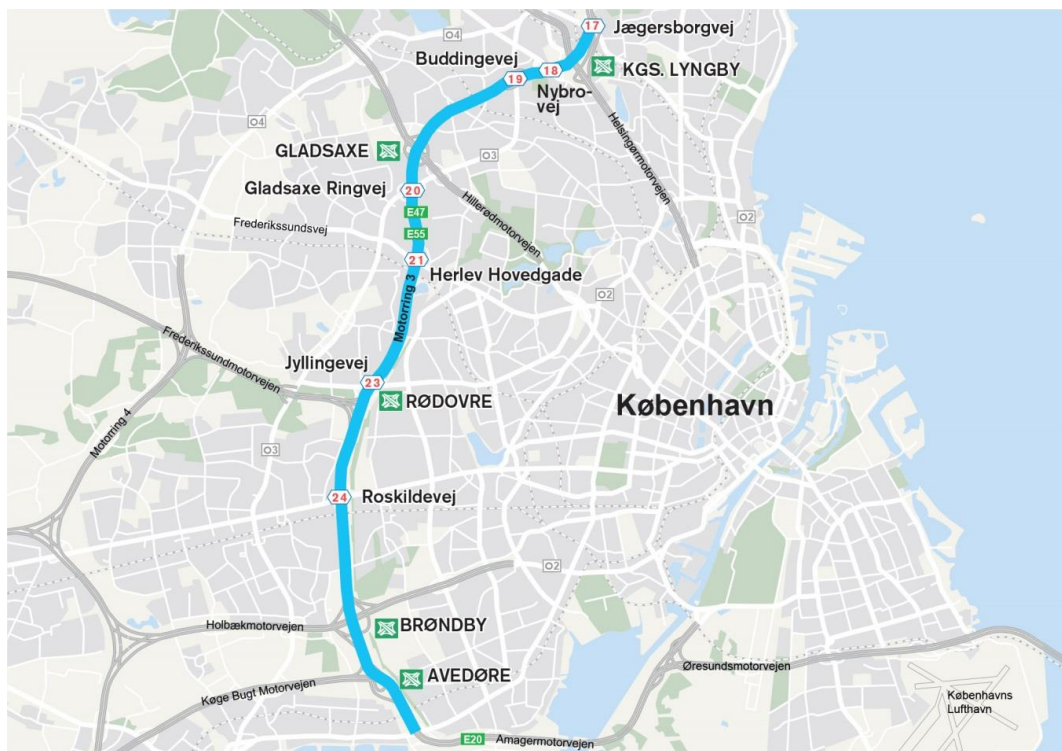 17
Jægersborgvej
O4
Buddingevej
19
18
KGS. LYNGBY
Nybro-
vej
O4
Helsingørmotorvejen
GLADSAXE
O3
Gladsaxe Ringvej
20
E47
Hillerødmotorvejen
Frederikssundsvej
E55
O2
21
Herlev Hovedgade
O2
Motorring 3
Frederikssundmotorvejen
Jyllingevej
23
RØDOVRE
København
Motorring 4
O3
24
Roskildevej
O2
Holbækmotorvejen
BRØNDBY
Øresundsmotorvejen
AVEDØRE
Køge Bugt Motorvejen
Københavns
Lufthavn
E20
Amagermotorvejen